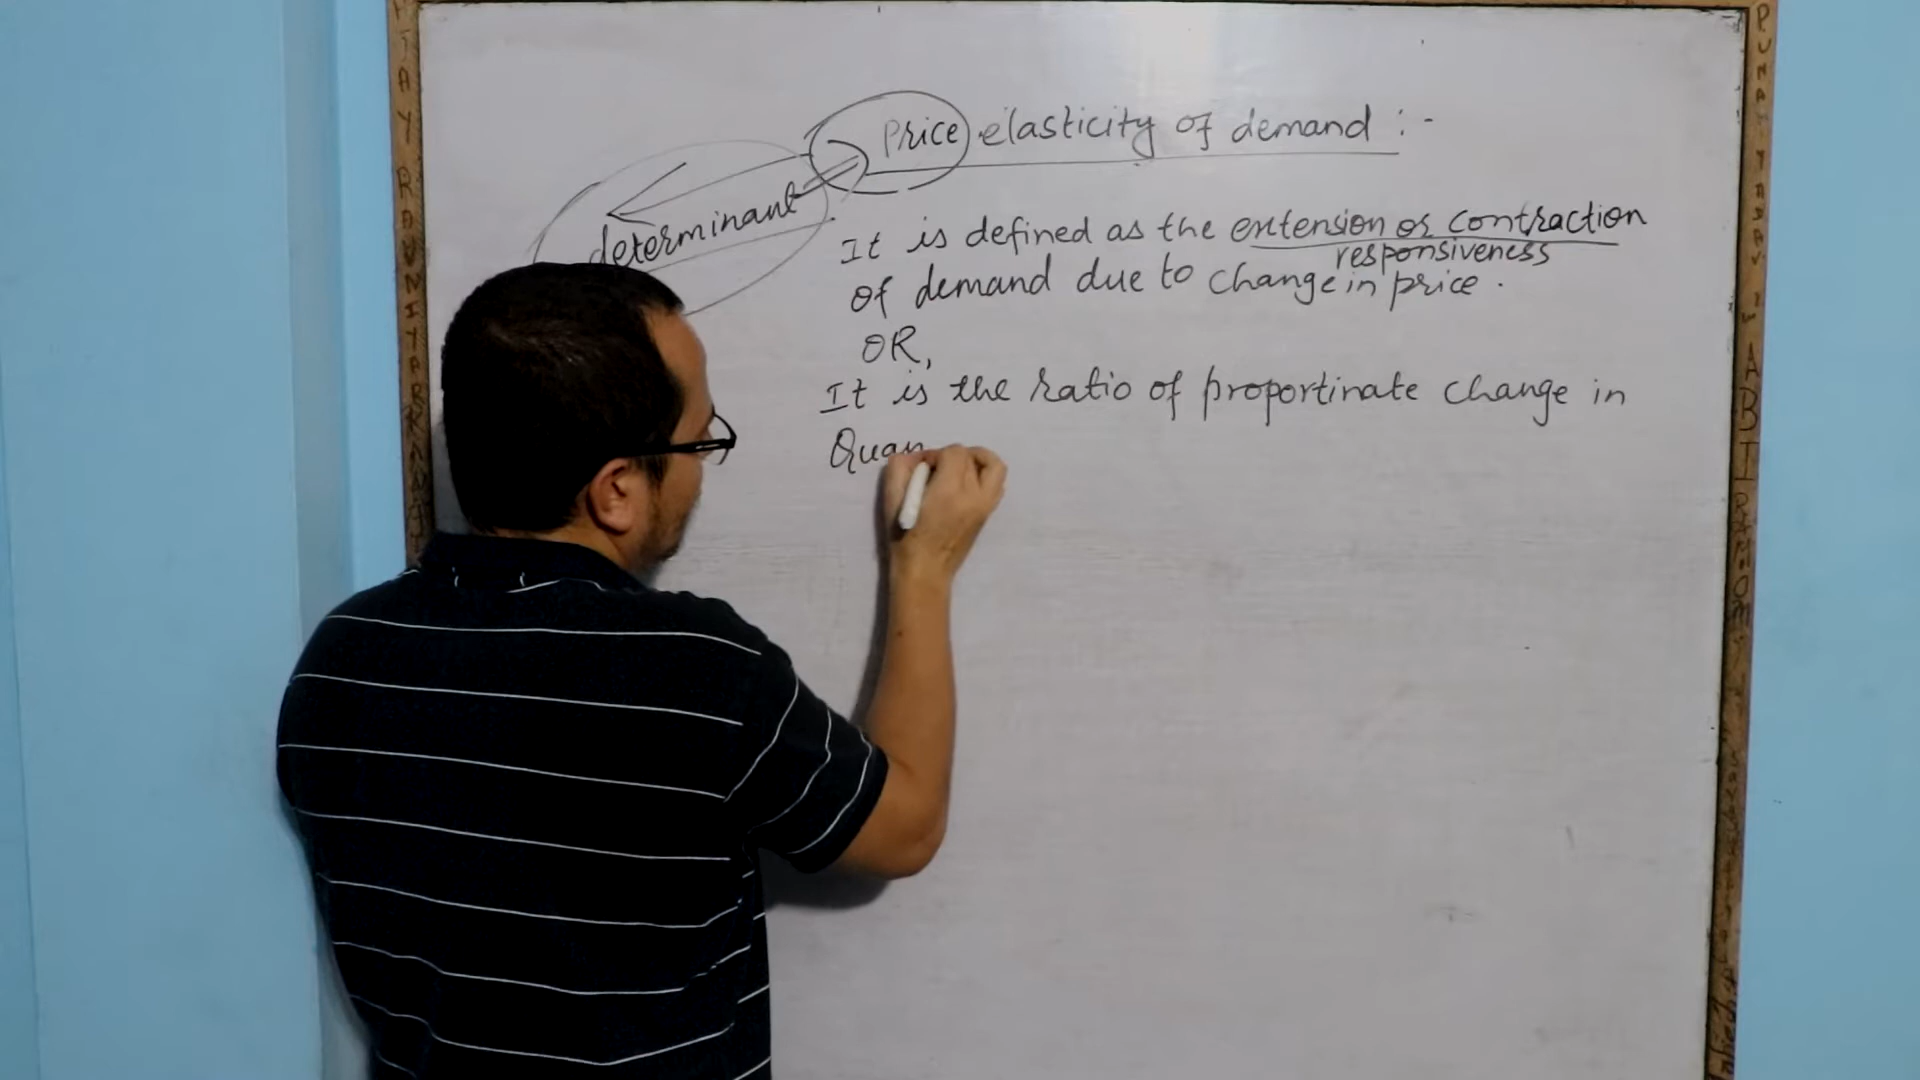 Price elasticity of demand :-
determinant
It is defined as the extension or contraction
responsiveness
of demand due to change in price.
OR,
It is the ratio of proportinate change in
Quan